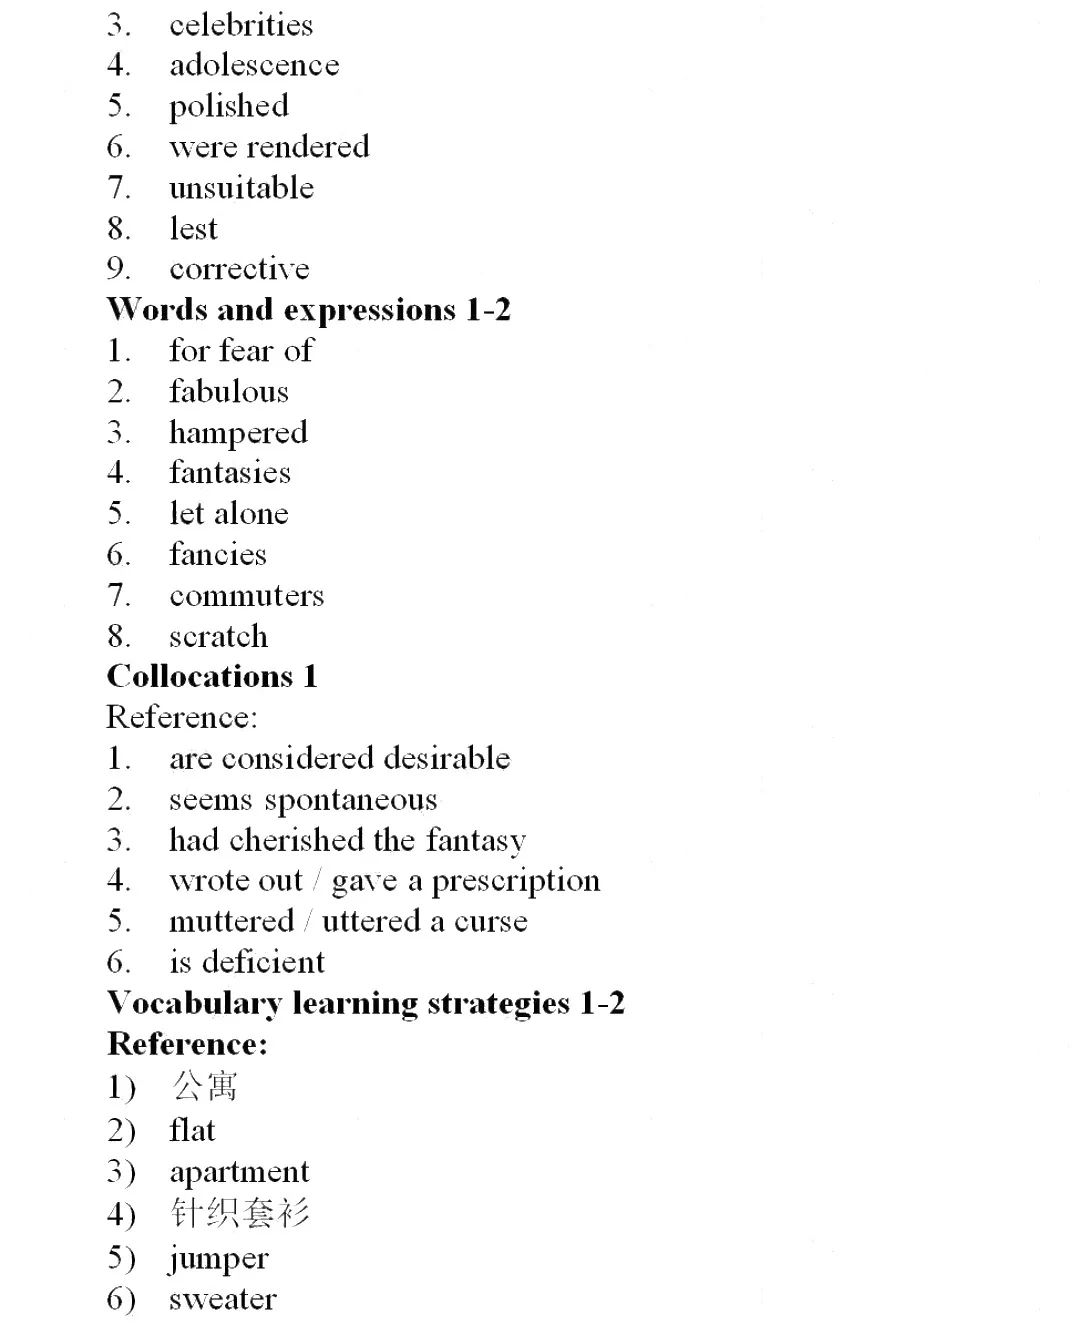 3. celebrities
4. adolescence
5. polished
6. were rendered
7. unsuitable
8. lest
9. corrective
Words and expressions 1-2
1. for fear of
2. fabulous
3. hampered
4. fantasies
5. let alone
6. fancies
7. commuters
8. scratch
Collocations 1
Reference:
1. are considered desirable
2. seems spontaneous
3. had cherished the fantasy
4. wrote out / gave a prescription
5. muttered / uttered a curse
6. is deficient
Vocabulary learning strategies 1-2
Reference:
1) 公寓
2) flat
3) apartment
4) 针织套衫
5) jumper
6) sweater